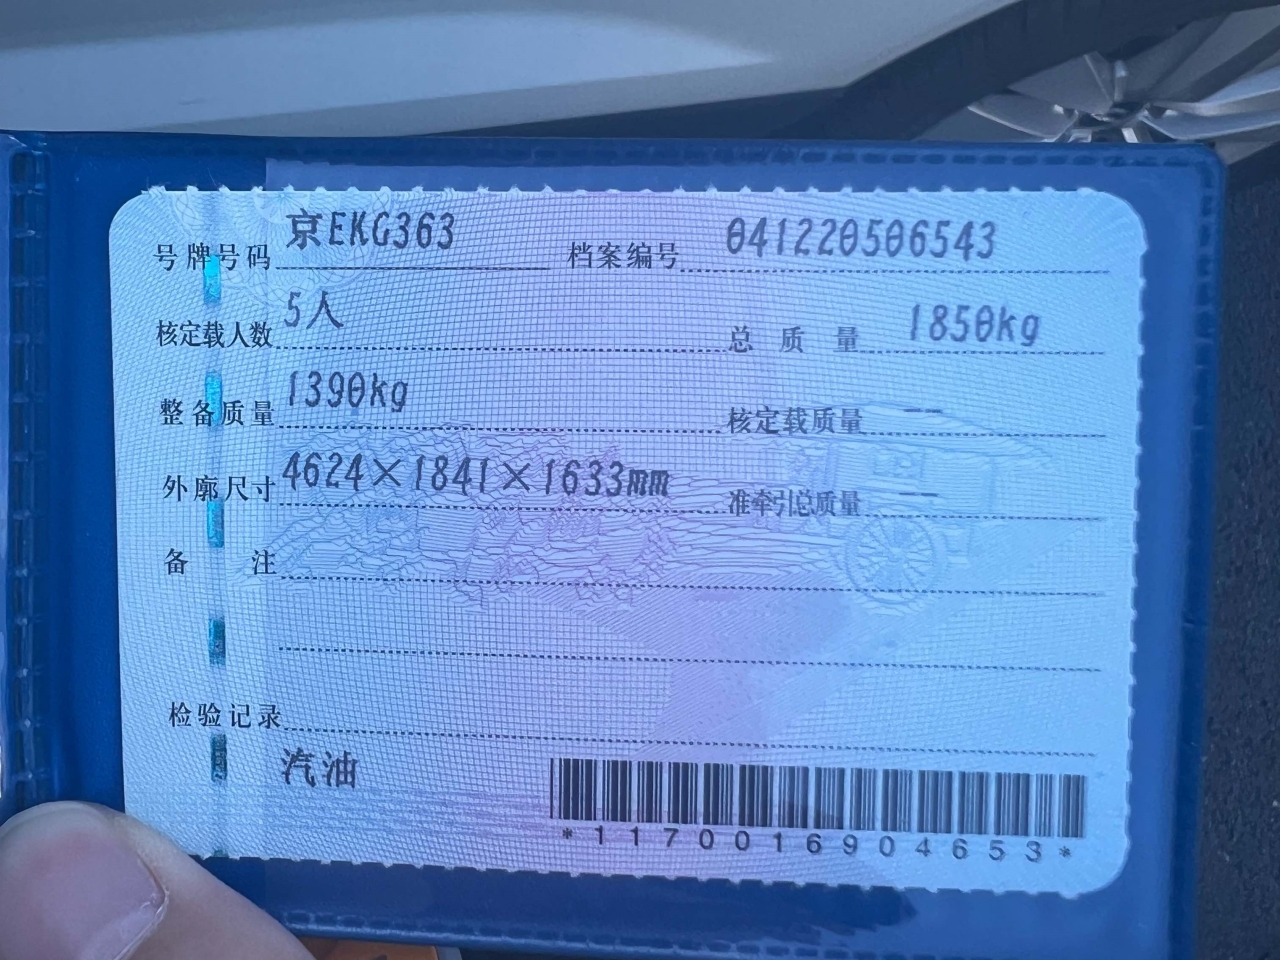 号牌号码 京EKG363 档案编号 041220506543
核定载人数 5人 总质量 1850kg
整备质量 1390kg 核定载质量 --
外廓尺寸 4624×1841×1633mm 准牵引总质量 --
备注
检验记录
汽油
*1170016904653*